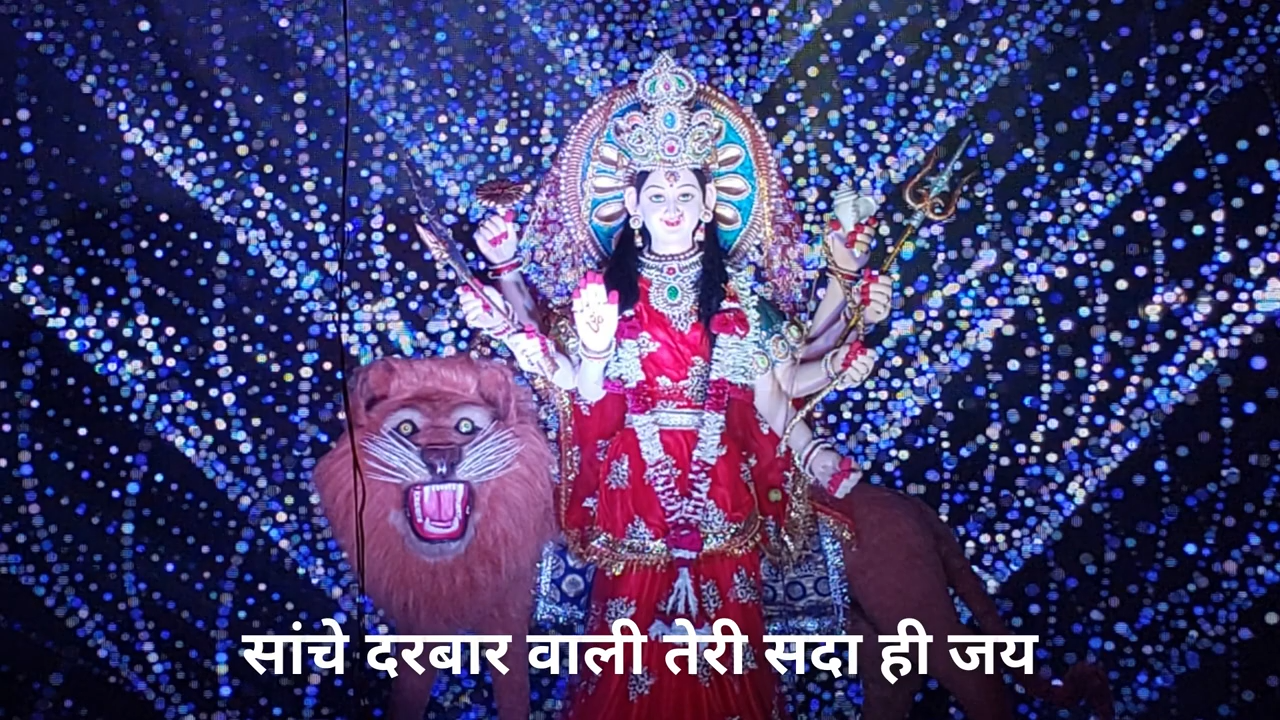 सांचे दरबार वाली तेरी सदा ही जय